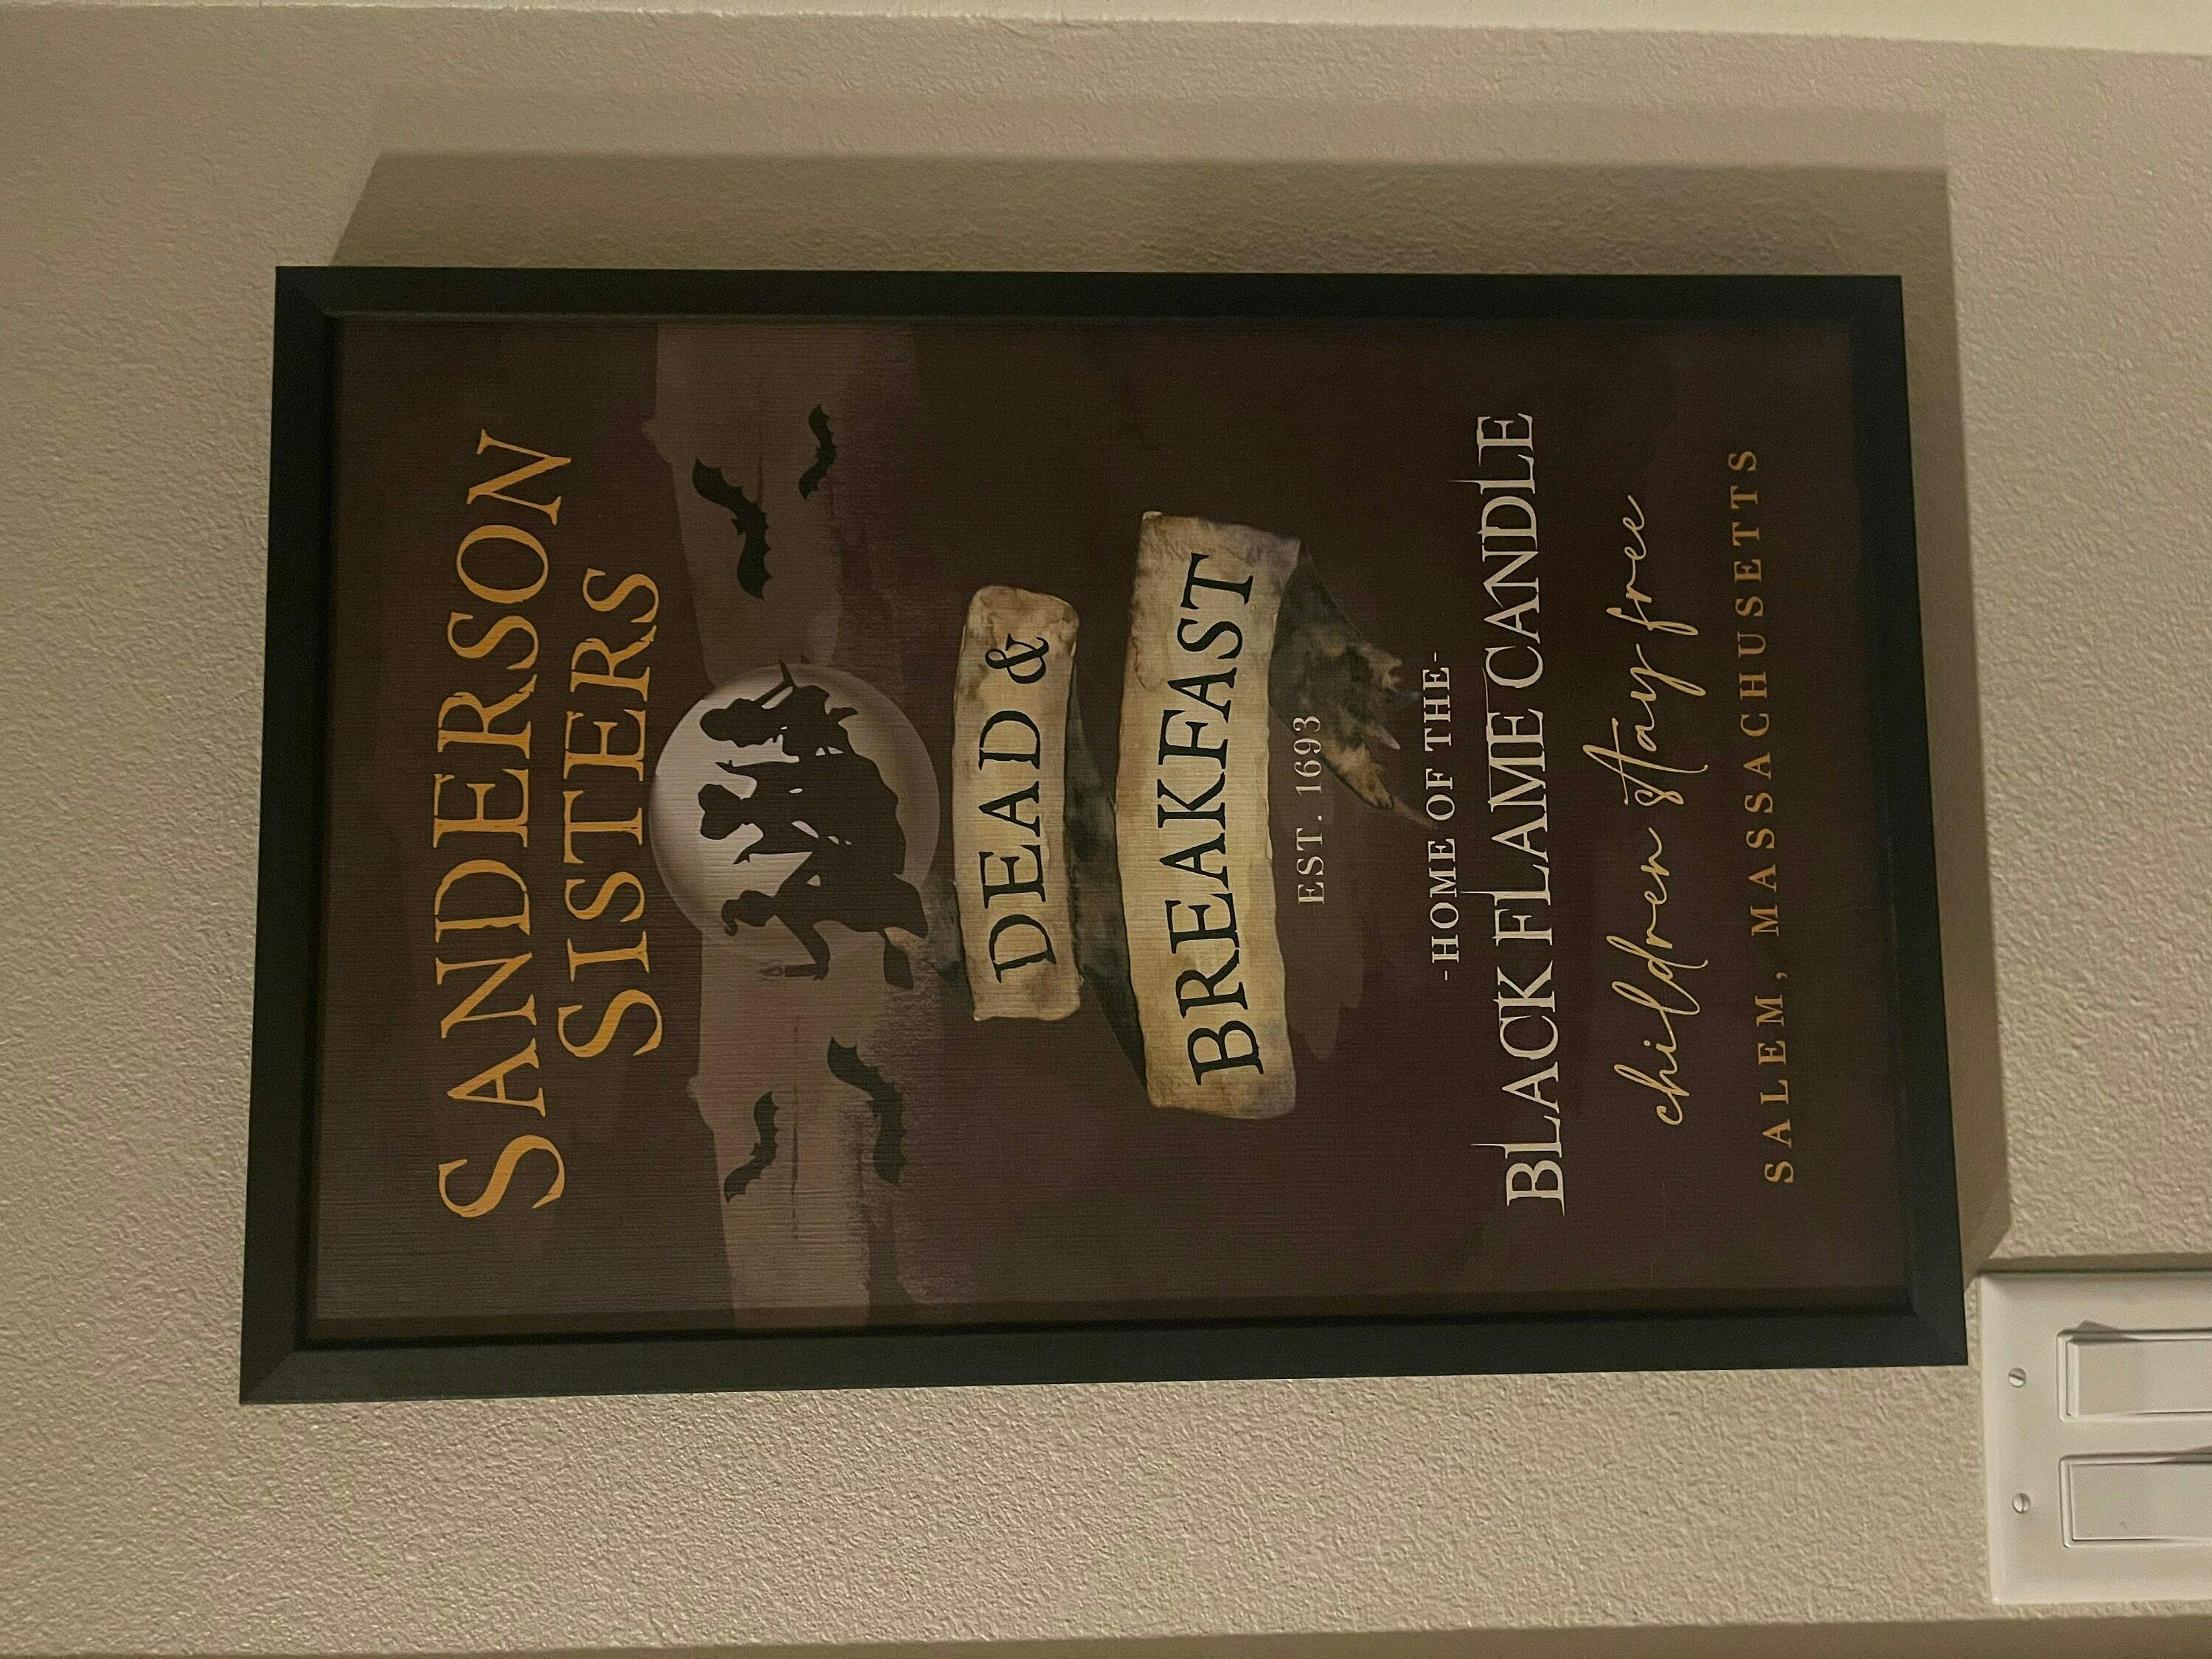 SANDERSON
SISTERS
DEAD &
BREAKFAST
EST. 1693
-HOME OF THE-
BLACK FLAME CANDLE
children stay free
SALEM, MASSACHUSETTS